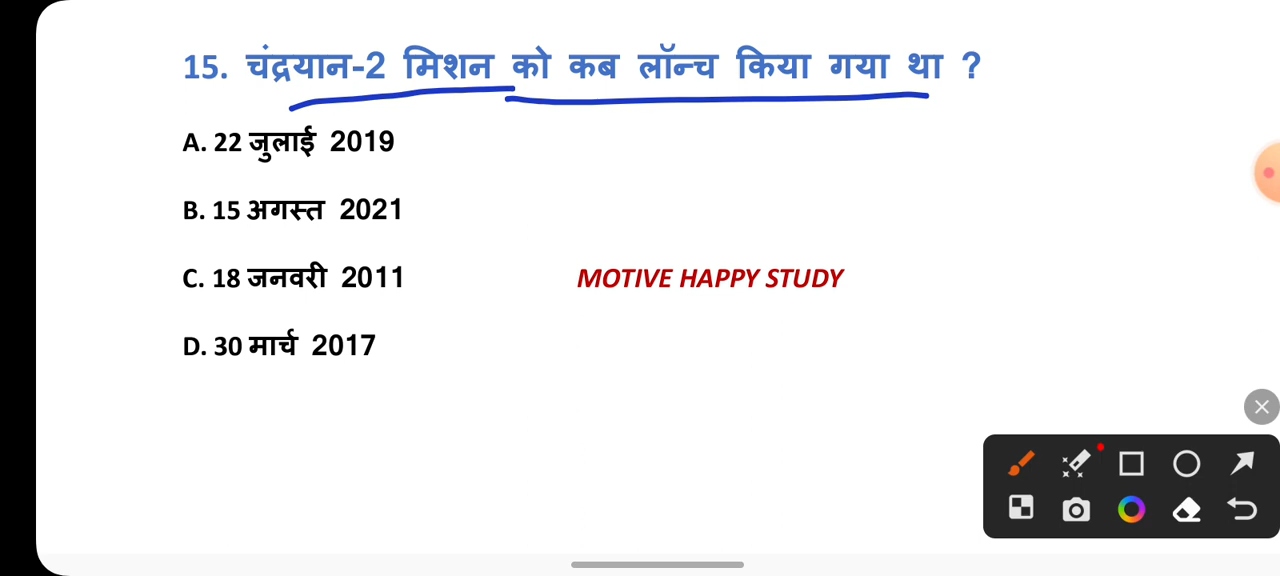 15. चंद्रयान-2 मिशन को कब लॉन्च किया गया था ?
A. 22 जुलाई 2019
B. 15 अगस्त 2021
C. 18 जनवरी 2011
MOTIVE HAPPY STUDY
D. 30 मार्च 2017